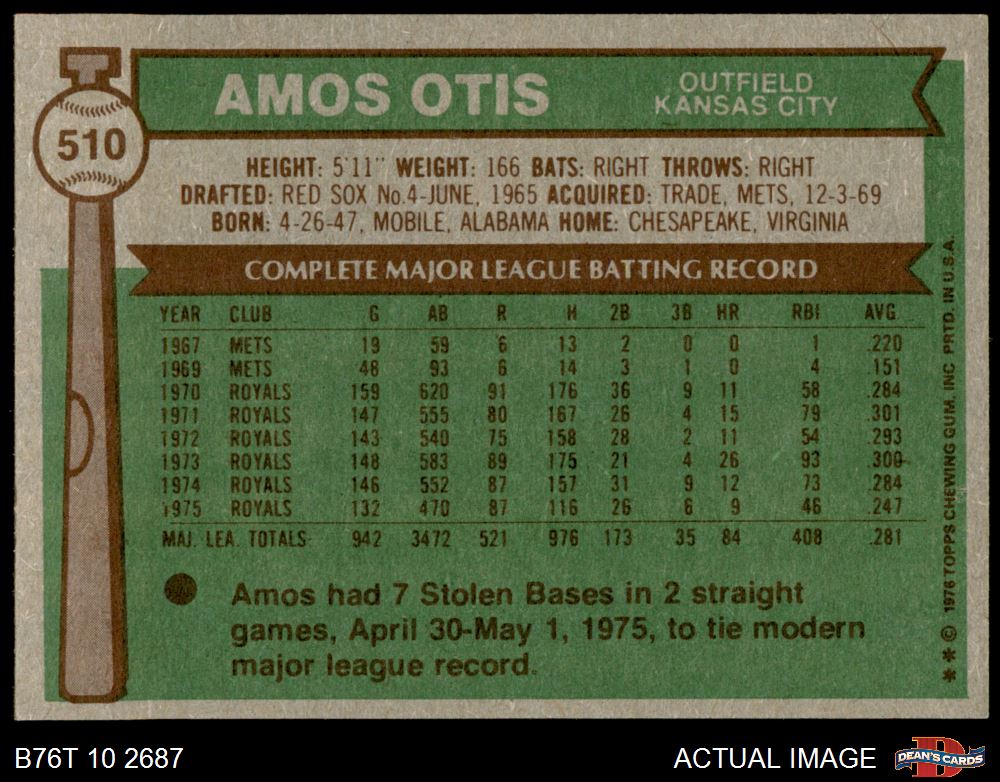 510
AMOS OTIS
OUTFIELD
KANSAS CITY
HEIGHT: 5'11" WEIGHT: 166 BATS: RIGHT THROWS: RIGHT
DRAFTED: RED SOX No.4-JUNE, 1965 ACQUIRED: TRADE, METS, 12-3-69
BORN: 4-26-47, MOBILE, ALABAMA HOME: CHESAPEAKE, VIRGINIA
COMPLETE MAJOR LEAGUE BATTING RECORD
YEAR CLUB G AB R H 2B 3B HR RBI AVG.
1967 METS 19 59 6 13 2 0 0 1 .220
1969 METS 48 93 6 14 3 1 0 4 .151
1970 ROYALS 159 620 91 176 36 9 11 58 .284
1971 ROYALS 147 555 80 167 26 4 15 79 .301
1972 ROYALS 143 540 75 158 28 2 11 54 .293
1973 ROYALS 148 583 89 175 21 4 26 93 .300
1974 ROYALS 146 552 87 157 31 9 12 73 .284
1975 ROYALS 132 470 87 116 26 6 9 46 .247
MAJ. LEA. TOTALS 942 3472 521 976 173 35 84 408 .281
Amos had 7 Stolen Bases in 2 straight
games, April 30-May 1, 1975, to tie modern
major league record.
** © 1976 TOPPS CHEWING GUM, INC PRTD. IN U.S.A.
B76T 10 2687
ACTUAL IMAGE
D
DEAN'S CARDS